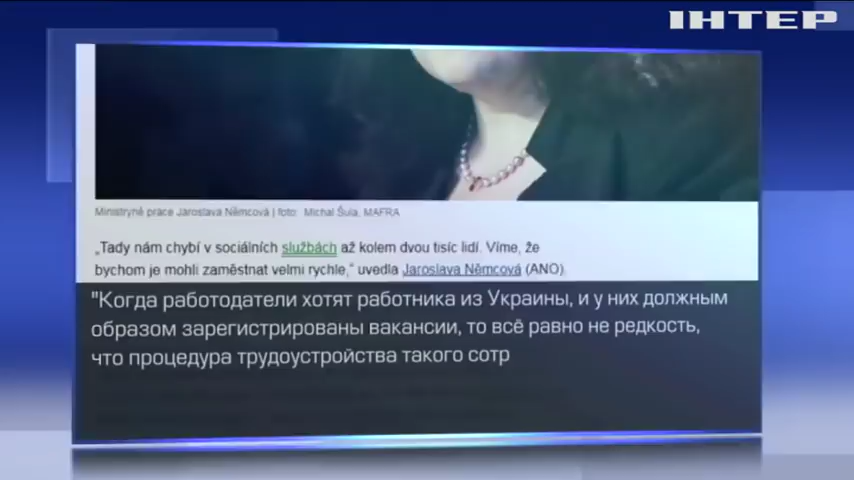 ІНТЕР
Ministryně práce Jaroslava Němcová | foto: Michal Šula, MAFRA
„Tady nám chybí v sociálních službách až kolem dvou tisíc lidí. Víme, že
bychom je mohli zaměstnat velmi rychle,“ uvedla Jaroslava Němcová (ANO)
"Когда работодатели хотят работника из Украины, и у них должным
образом зарегистрированы вакансии, то всё равно не редкость,
что процедура трудоустройства такого сотр